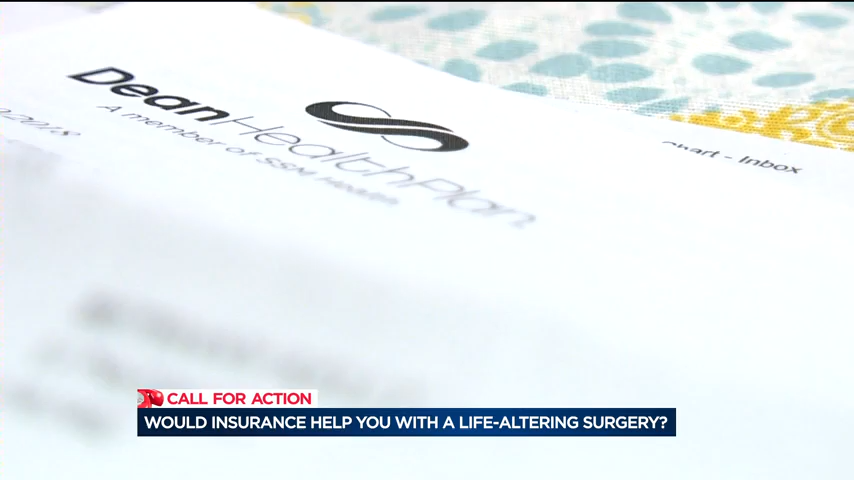 DeanHealthPlan
A member of SSM Health
Chart - Inbox
CALL FOR ACTION
WOULD INSURANCE HELP YOU WITH A LIFE-ALTERING SURGERY?